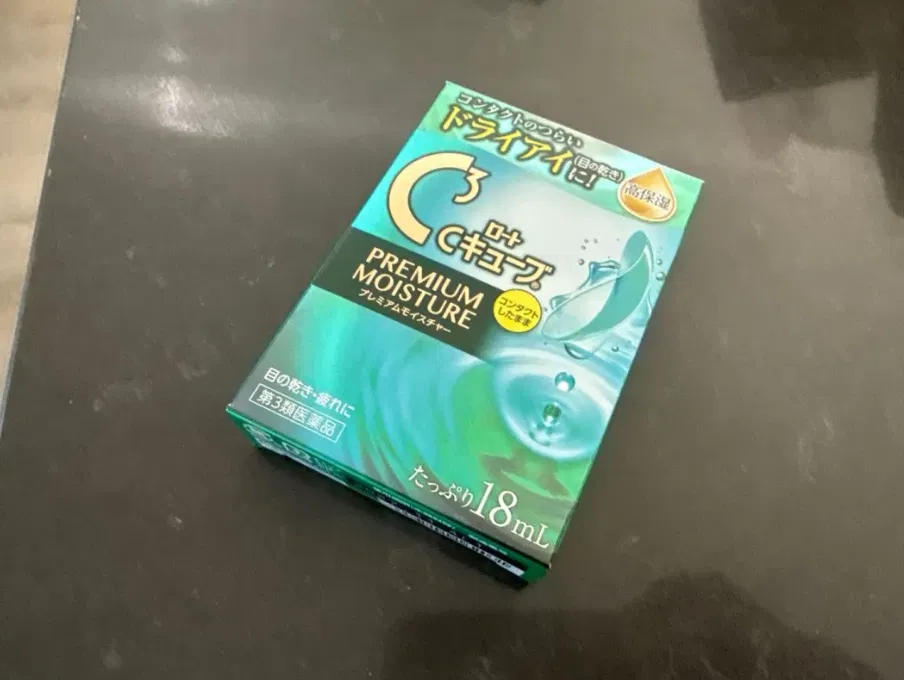 コンタクトのつらい
ドライアイ(目の乾き)に!
高保湿
C3
ロート
Cキューブ®
PREMIUM
MOISTURE
プレミアムモイスチャー
コンタクト
したまま
目の乾き・疲れに
第3類医薬品
たっぷり18mL